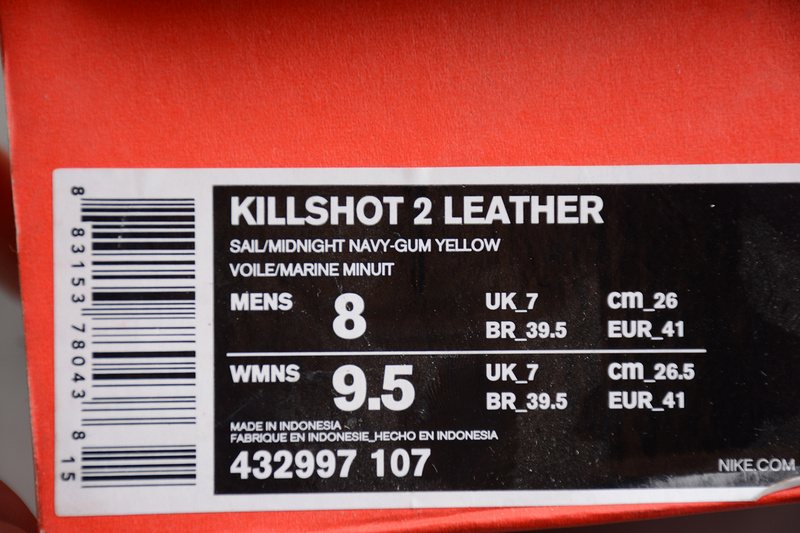 KILLSHOT 2 LEATHER
SAIL/MIDNIGHT NAVY-GUM YELLOW
VOILE/MARINE MINUIT
MENS 8 UK_7 cm_26
BR_39.5 EUR_41
WMNS 9.5 UK_7 cm_26.5
BR_39.5 EUR_41
MADE IN INDONESIA
FABRIQUE EN INDONESIE_HECHO EN INDONESIA
432997 107
NIKE.COM
8 83153 78043 8 15